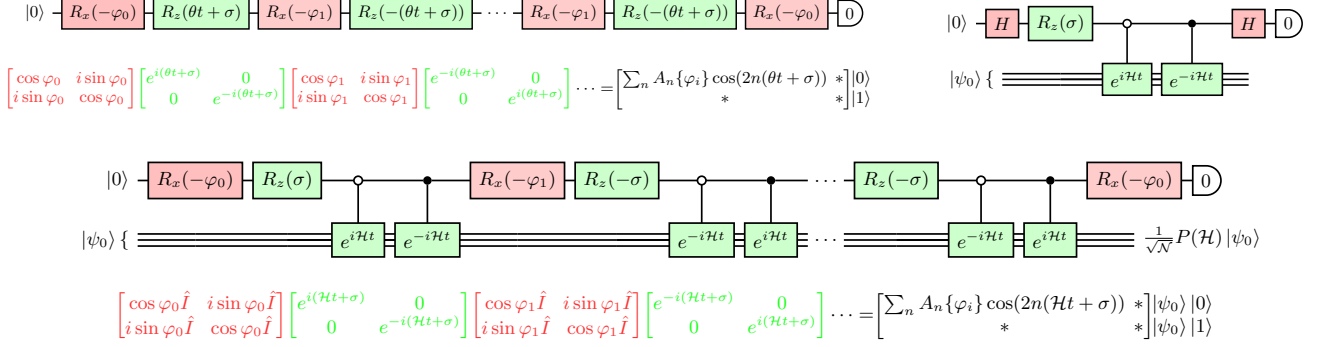 |0⟩ R_x(−φ_0) R_z(θt + σ) R_x(−φ_1) R_z(−(θt + σ)) ⋯ R_x(−φ_1) R_z(−(θt + σ)) R_x(−φ_0) 0
[cos φ_0 i sin φ_0; i sin φ_0 cos φ_0] [e^{i(θt+σ)} 0; 0 e^{−i(θt+σ)}] [cos φ_1 i sin φ_1; i sin φ_1 cos φ_1] [e^{−i(θt+σ)} 0; 0 e^{i(θt+σ)}] ⋯ = [∑_n A_n{φ_i} cos(2n(θt + σ)) *; * *] |0⟩ |1⟩
|0⟩ H R_z(σ) H 0
|ψ_0⟩ { e^{iℋt} e^{−iℋt}
|0⟩ R_x(−φ_0) R_z(σ) R_x(−φ_1) R_z(−σ) ⋯ R_z(−σ) R_x(−φ_0) 0
|ψ_0⟩ { e^{iℋt} e^{−iℋt} e^{−iℋt} e^{iℋt} ⋯ e^{−iℋt} e^{iℋt} 1/√𝒩 P(ℋ) |ψ_0⟩
[cos φ_0 Î i sin φ_0 Î; i sin φ_0 Î cos φ_0 Î] [e^{i(ℋt+σ)} 0; 0 e^{−i(ℋt+σ)}] [cos φ_1 Î i sin φ_1 Î; i sin φ_1 Î cos φ_1 Î] [e^{−i(ℋt+σ)} 0; 0 e^{i(ℋt+σ)}] ⋯ = [∑_n A_n{φ_i} cos(2n(ℋt + σ)) *; * *] |ψ_0⟩ |0⟩ |ψ_0⟩ |1⟩